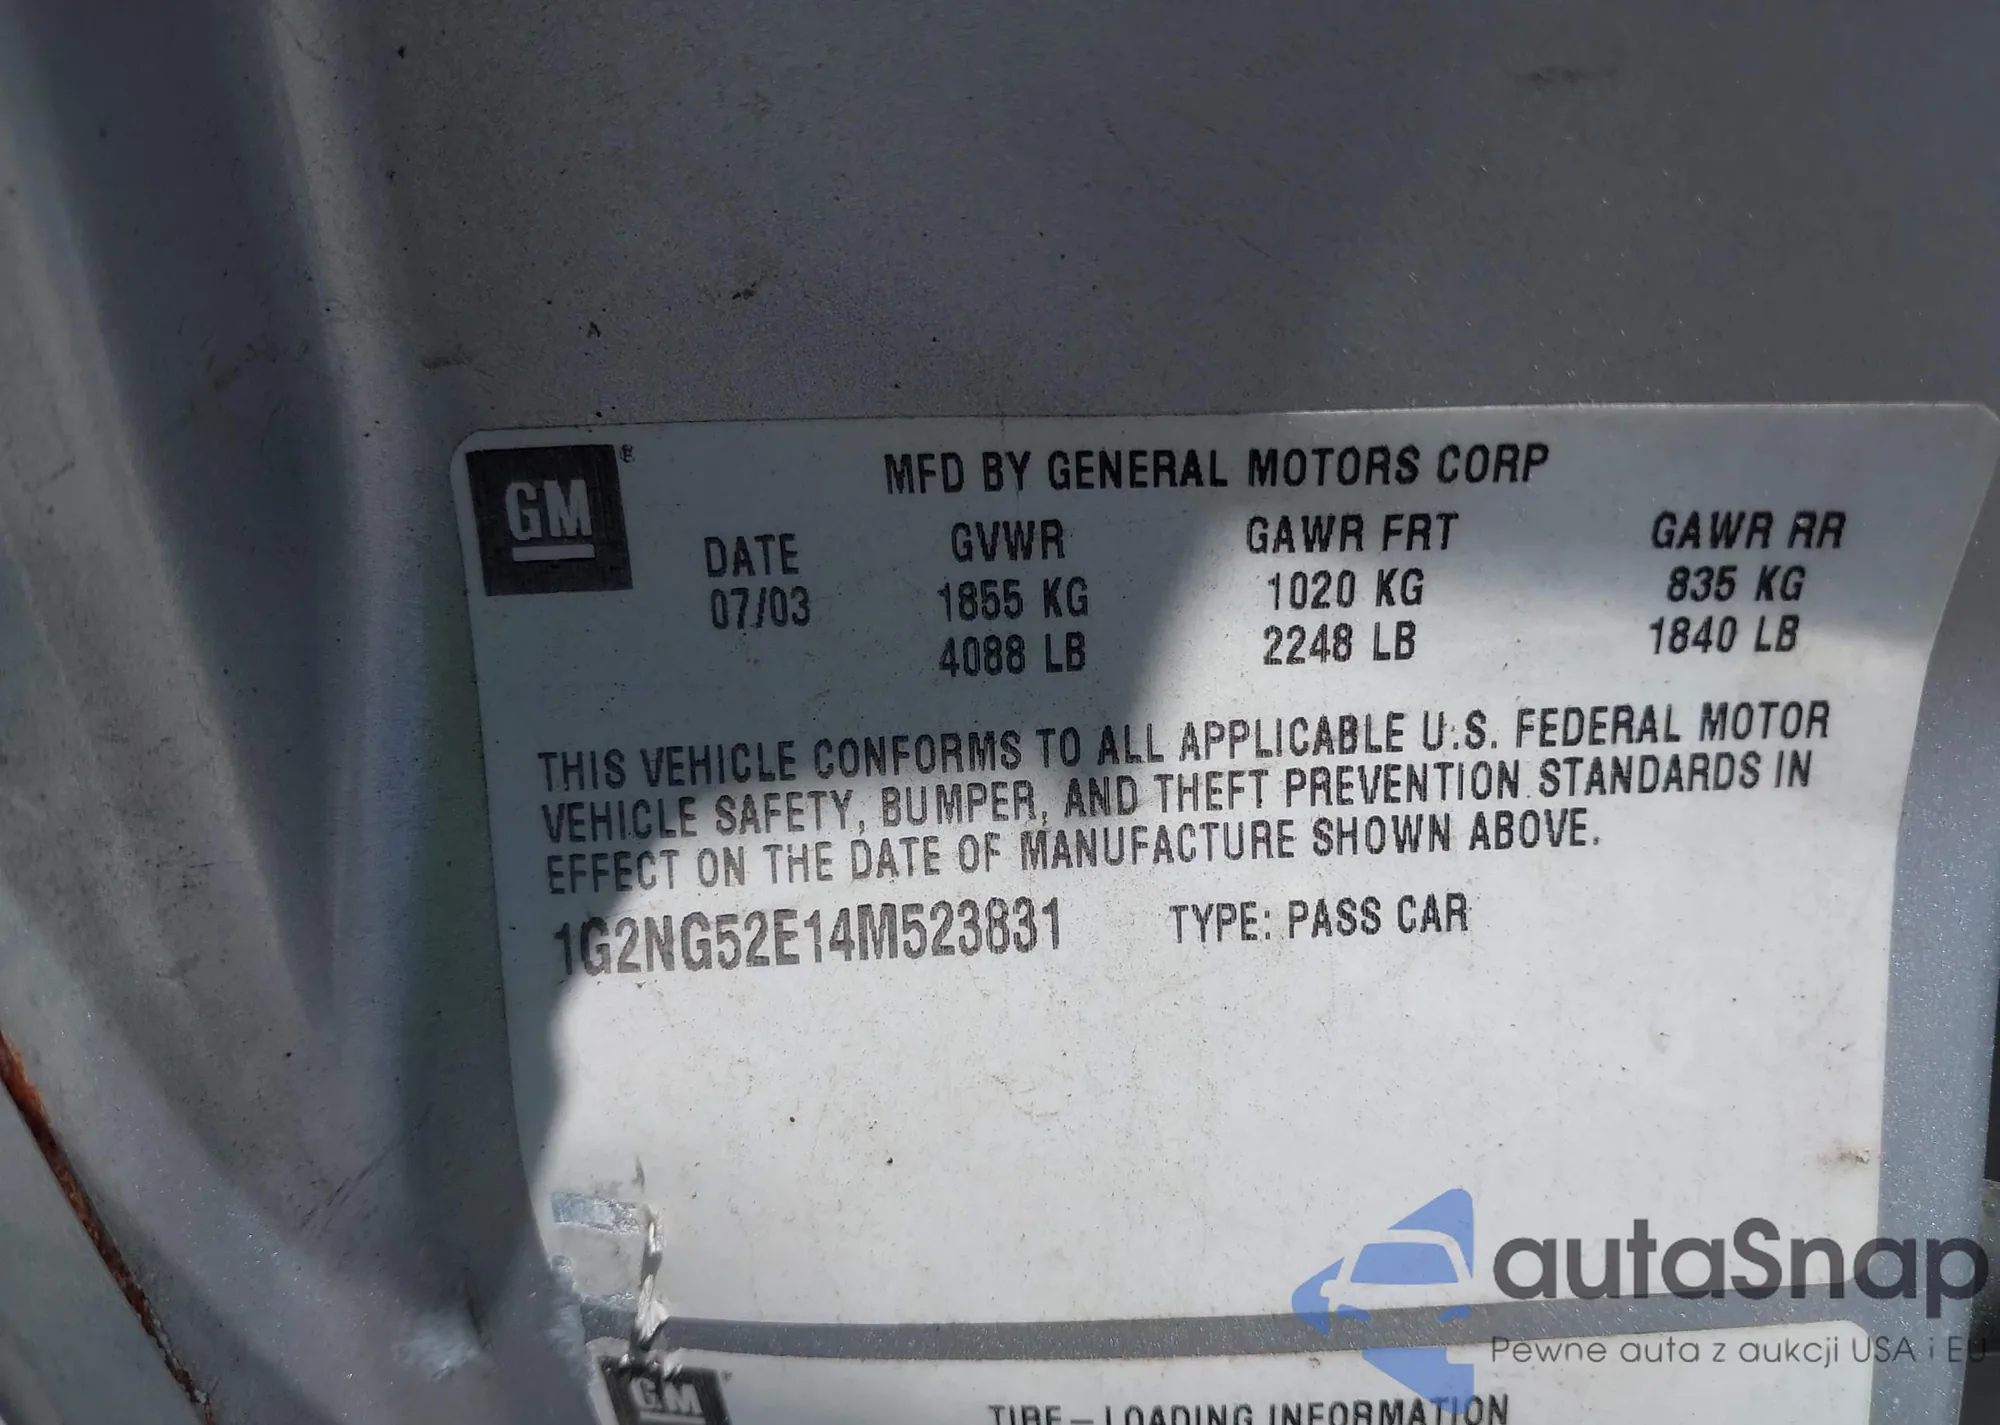 GM
MFD BY GENERAL MOTORS CORP
DATE GVWR GAWR FRT GAWR RR
07/03 1855 KG 1020 KG 835 KG
4088 LB 2248 LB 1840 LB
THIS VEHICLE CONFORMS TO ALL APPLICABLE U.S. FEDERAL MOTOR
VEHICLE SAFETY, BUMPER, AND THEFT PREVENTION STANDARDS IN
EFFECT ON THE DATE OF MANUFACTURE SHOWN ABOVE.
1G2NG52E14M523831 TYPE: PASS CAR
autaSnap
Pewne auta z aukcji USA i EU
GM
TIRE-LOADING INFORMATION